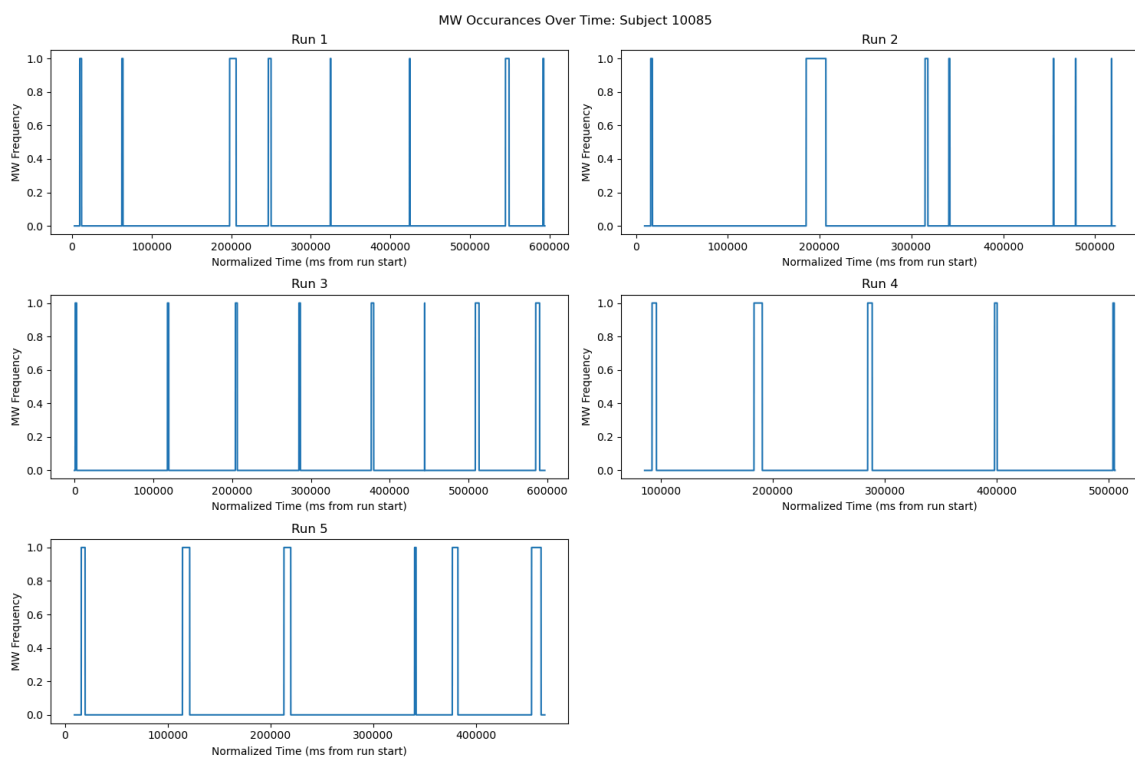 MW Occurances Over Time: Subject 10085
Run 1
1.0
0.8
0.6
0.4
0.2
0.0
MW Frequency
0 100000 200000 300000 400000 500000 600000
Normalized Time (ms from run start)
Run 2
1.0
0.8
0.6
0.4
0.2
0.0
MW Frequency
0 100000 200000 300000 400000 500000
Normalized Time (ms from run start)
Run 3
1.0
0.8
0.6
0.4
0.2
0.0
MW Frequency
0 100000 200000 300000 400000 500000 600000
Normalized Time (ms from run start)
Run 4
1.0
0.8
0.6
0.4
0.2
0.0
MW Frequency
100000 200000 300000 400000 500000
Normalized Time (ms from run start)
Run 5
1.0
0.8
0.6
0.4
0.2
0.0
MW Frequency
0 100000 200000 300000 400000
Normalized Time (ms from run start)